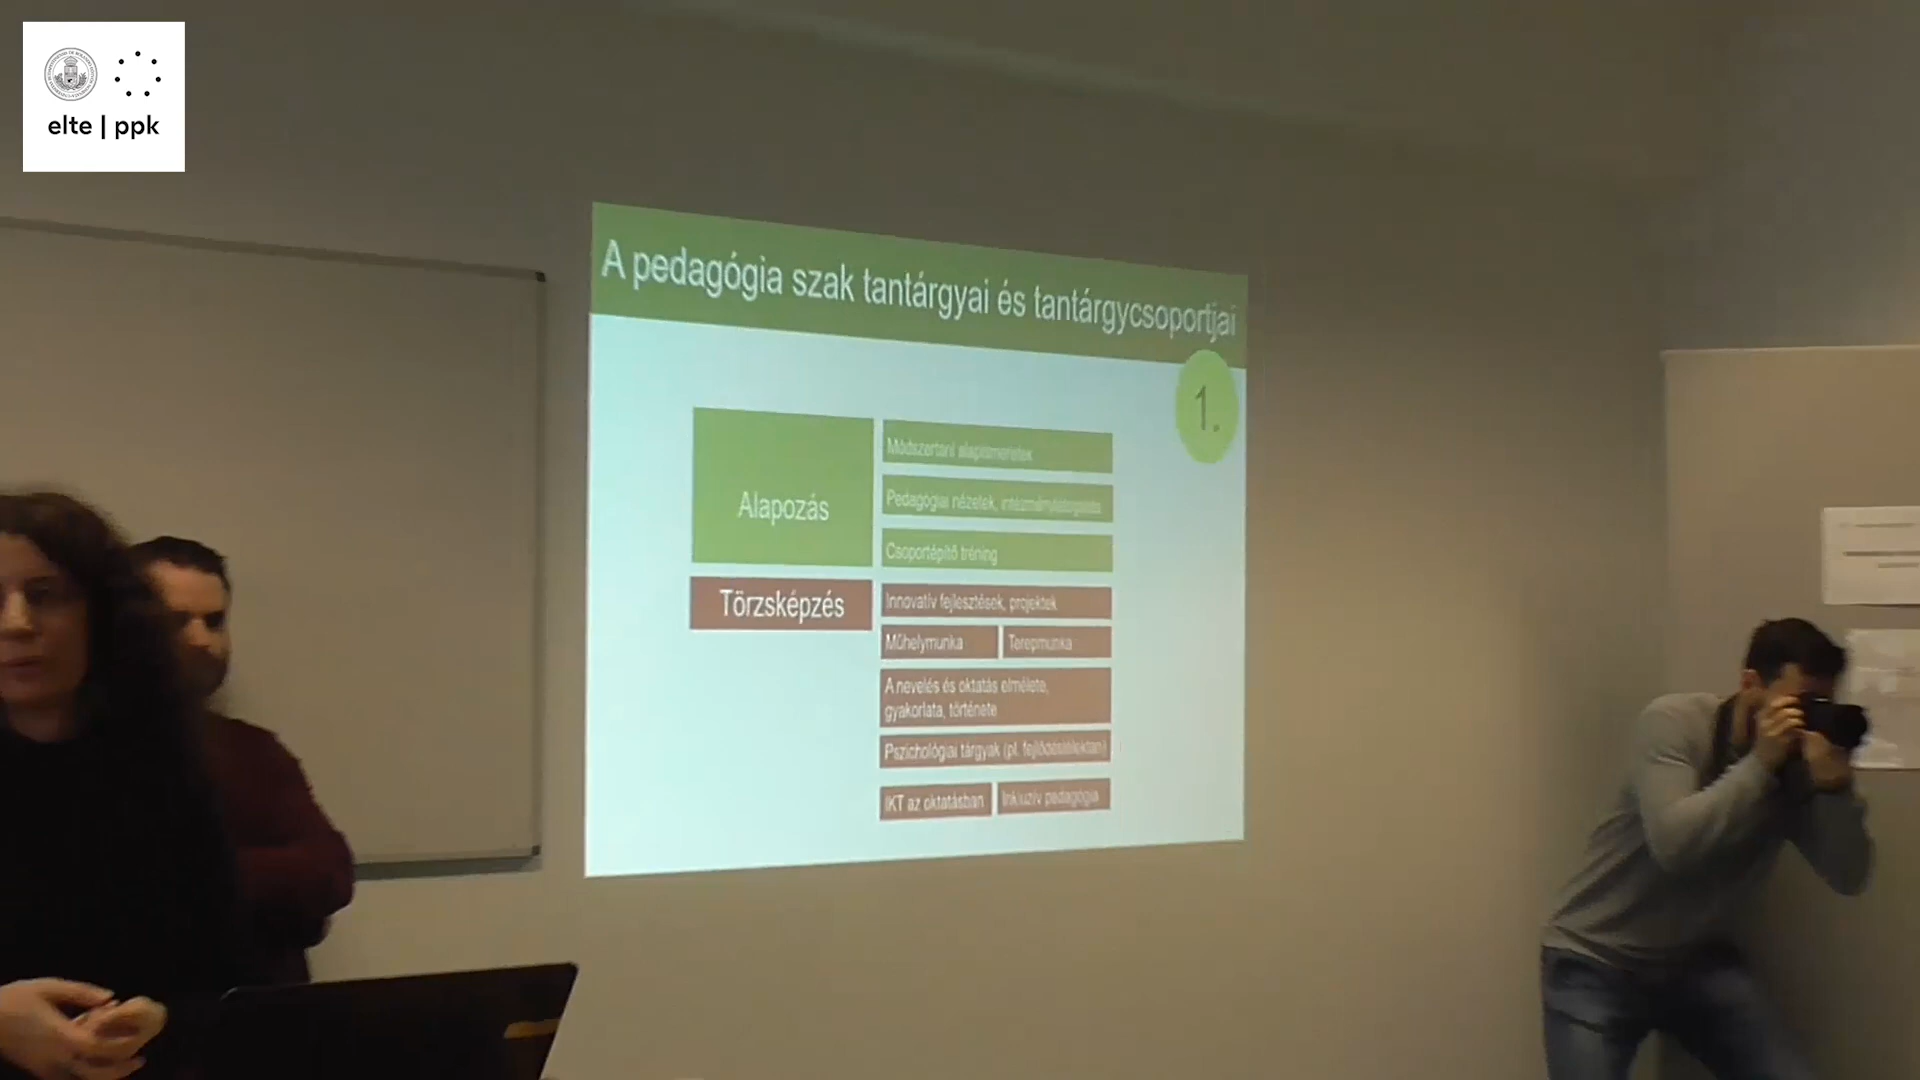 elte | ppk
A pedagógia szak tantárgyai és tantárgycsoportjai
1.
Alapozás
Módszertani alapismeretek
Pedagógiai nézetek, intézménylátogatás
Csoportépítő tréning
Törzsképzés
Innovatív fejlesztések, projektek
Műhelymunka
Terepmunka
A nevelés és oktatás elmélete,
gyakorlata, története
Pszichológiai tárgyak (pl. fejlődéslélektan)
IKT az oktatásban
Inkluzív pedagógia